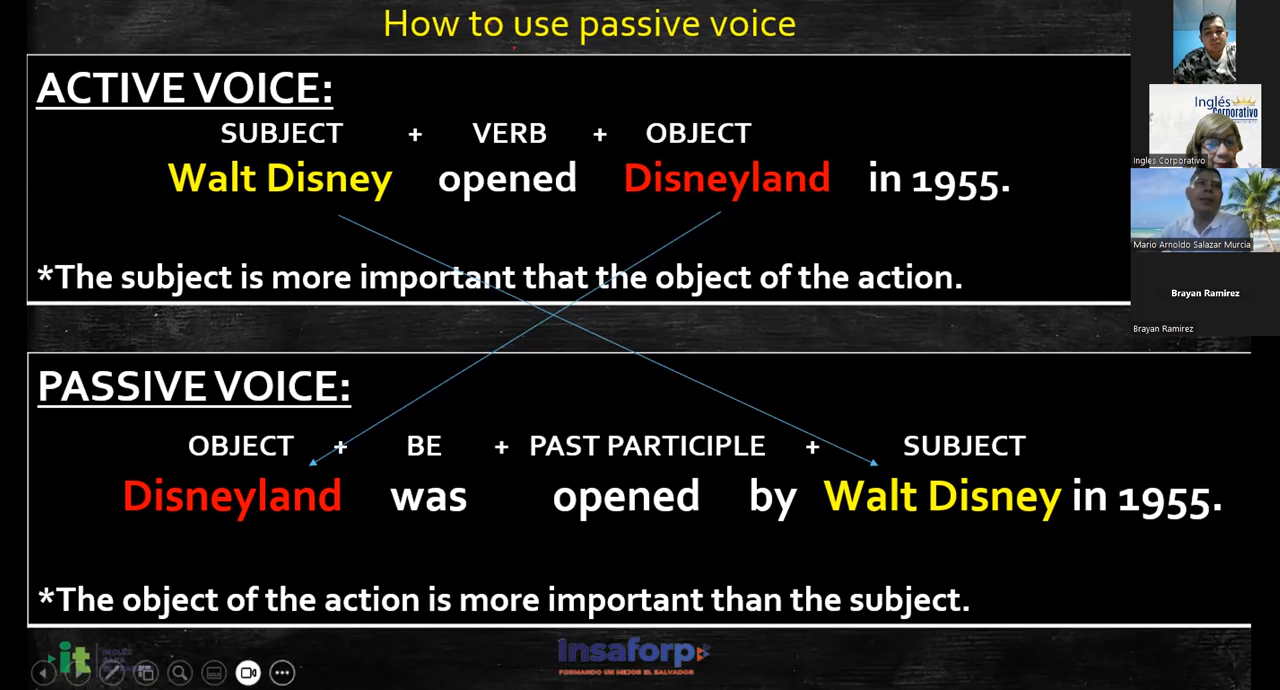 How to use passive voice
ACTIVE VOICE:
SUBJECT + VERB + OBJECT
Walt Disney opened Disneyland in 1955.
*The subject is more important that the object of the action.
PASSIVE VOICE:
OBJECT + BE + PAST PARTICIPLE + SUBJECT
Disneyland was opened by Walt Disney in 1955.
*The object of the action is more important than the subject.
it
Insaforp
FORMANDO UN MEJOR EL SALVADOR
Inglés
Corporativo
Ingles Corporativo
Mario Arnoldo Salazar Murcia
Brayan Ramirez
Brayan Ramirez